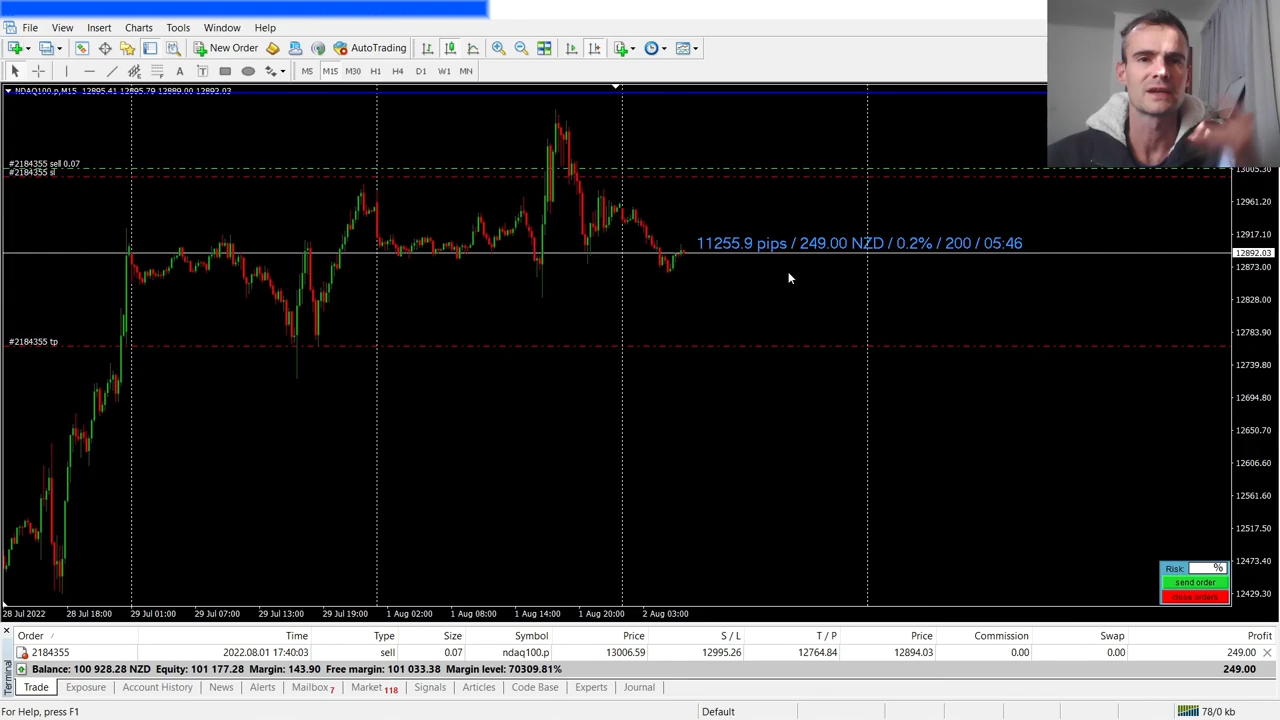 File View Insert Charts Tools Window Help
New Order AutoTrading
A T M5 M15 M30 H1 H4 D1 W1 MN
NDAQ100.p,M15 12895.41 12895.79 12889.00 12892.03
#2184355 sell 0.07
#2184355 sl
13005.30
12961.20
12917.10
11255.9 pips / 249.00 NZD / 0.2% / 200 / 05:46
12892.03
12873.00
12828.00
12783.90
#2184355 tp
12739.80
12694.80
12650.70
12606.60
12561.60
12517.50
12473.40
12429.30
Risk: %
send order
close orders
28 Jul 2022 28 Jul 18:00 29 Jul 01:00 29 Jul 07:00 29 Jul 13:00 29 Jul 19:00 1 Aug 02:00 1 Aug 08:00 1 Aug 14:00 1 Aug 20:00 2 Aug 03:00
Order / Time Type Size Symbol Price S / L T / P Price Commission Swap Profit
2184355 2022.08.01 17:40:03 sell 0.07 ndaq100.p 13006.59 12995.26 12764.84 12894.03 0.00 0.00 249.00
Balance: 100 928.28 NZD Equity: 101 177.28 Margin: 143.90 Free margin: 101 033.38 Margin level: 70309.81% 249.00
Terminal
Trade Exposure Account History News Alerts Mailbox 7 Market 118 Signals Articles Code Base Experts Journal
For Help, press F1 Default 78/0 kb